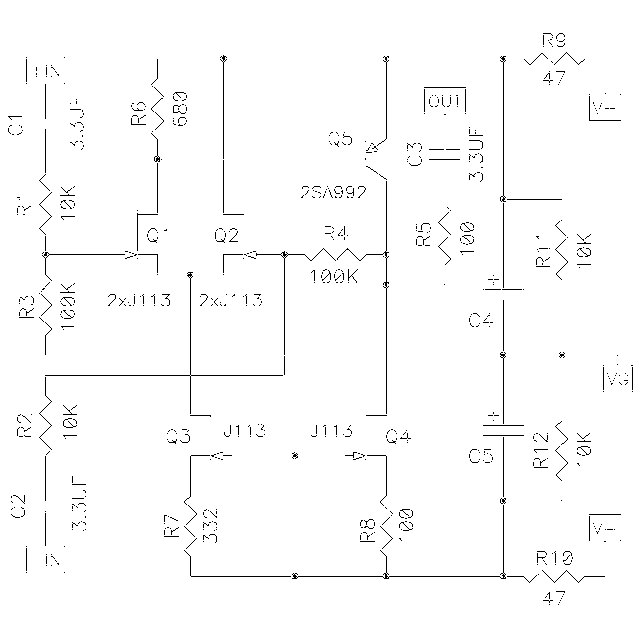 R9
47
C1
3.3UF
R6
680
OUT
Q5
C3
3.3UF
2SA992
R1
10K
Q1
Q2
R4
100K
R5
100
R11
10K
R3
100K
2xJ113
2xJ113
C4
VG
R2
10K
Q3
J113
J113
Q4
C5
R12
10K
C2
3.3UF
R7
332
R8
100
R10
47